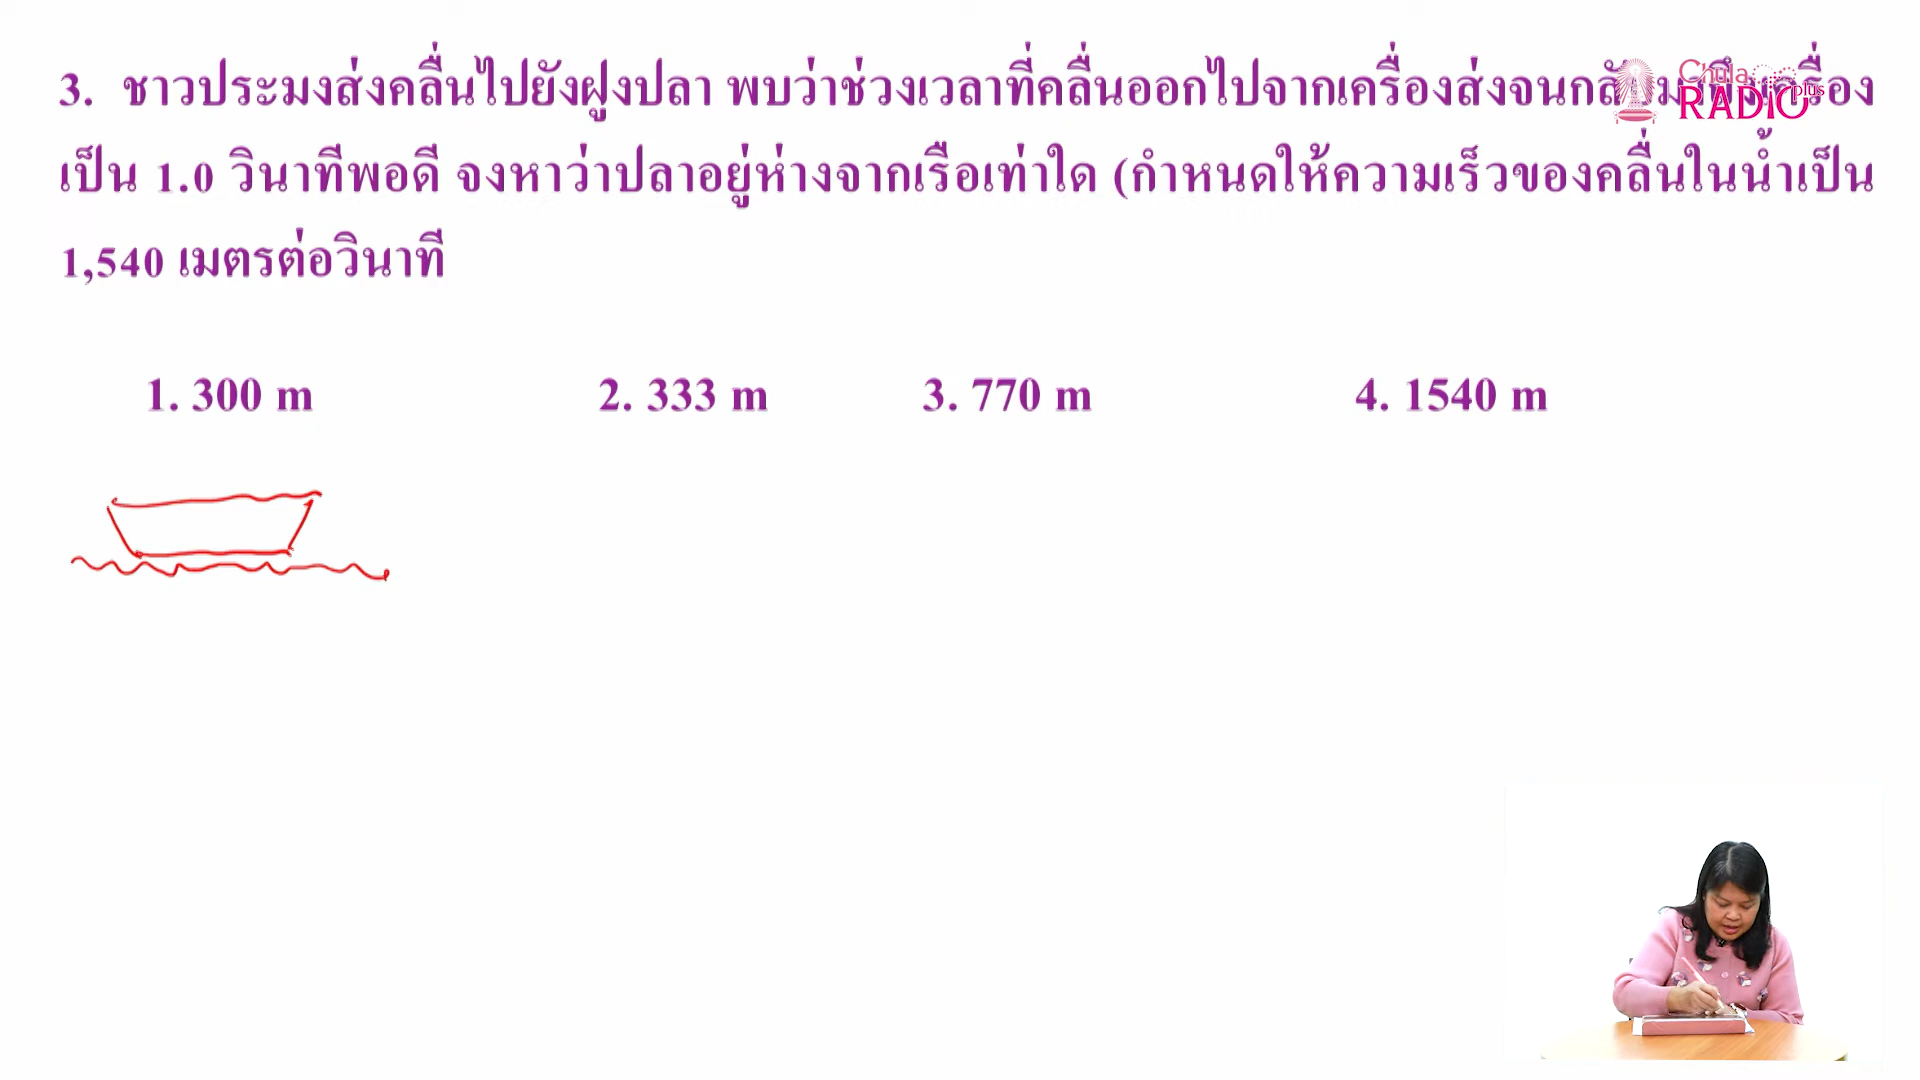 3. ชาวประมงส่งคลื่นไปยังฝูงปลา พบว่าช่วงเวลาที่คลื่นออกไปจากเครื่องส่งจนกลับมาถึงเครื่อง
Chula
RADIO plus
เป็น 1.0 วินาทีพอดี จงหาว่าปลาอยู่ห่างจากเรือเท่าใด (กำหนดให้ความเร็วของคลื่นในน้ำเป็น
1,540 เมตรต่อวินาที
1. 300 m 2. 333 m 3. 770 m 4. 1540 m